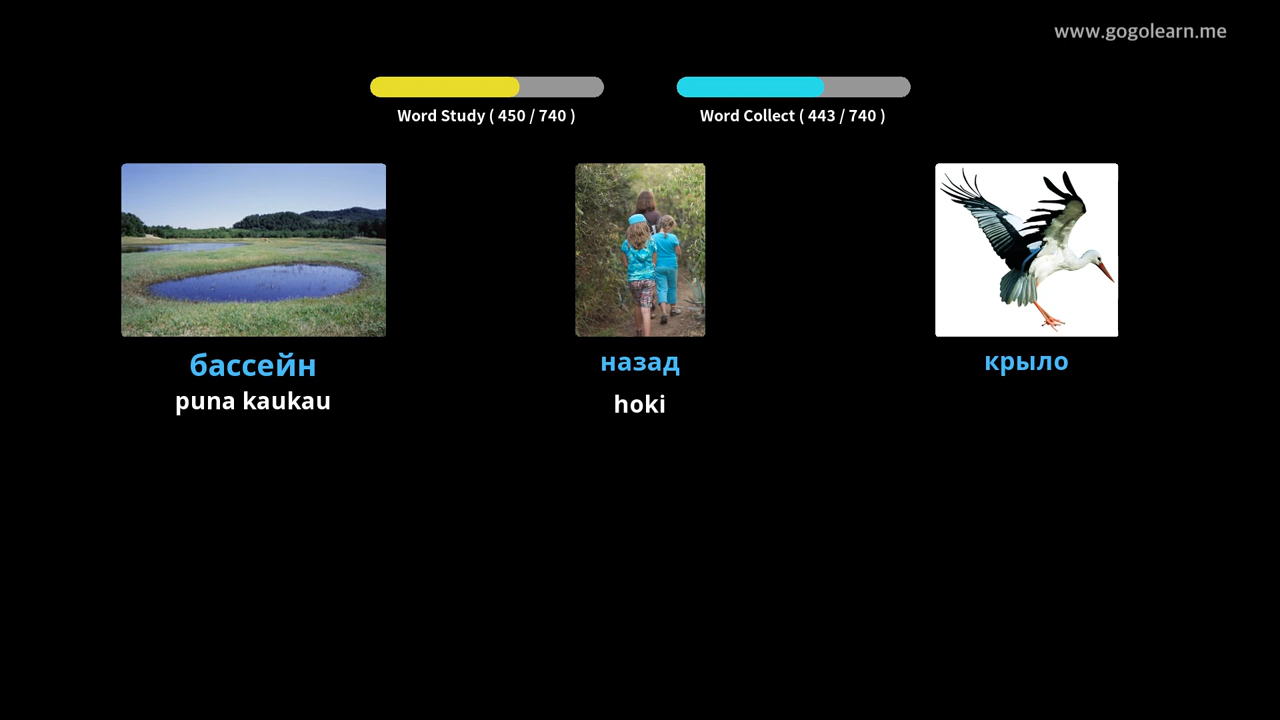 www.gogolearn.me
Word Study ( 450 / 740 )
Word Collect ( 443 / 740 )
бассейн
puna kaukau
назад
hoki
крыло